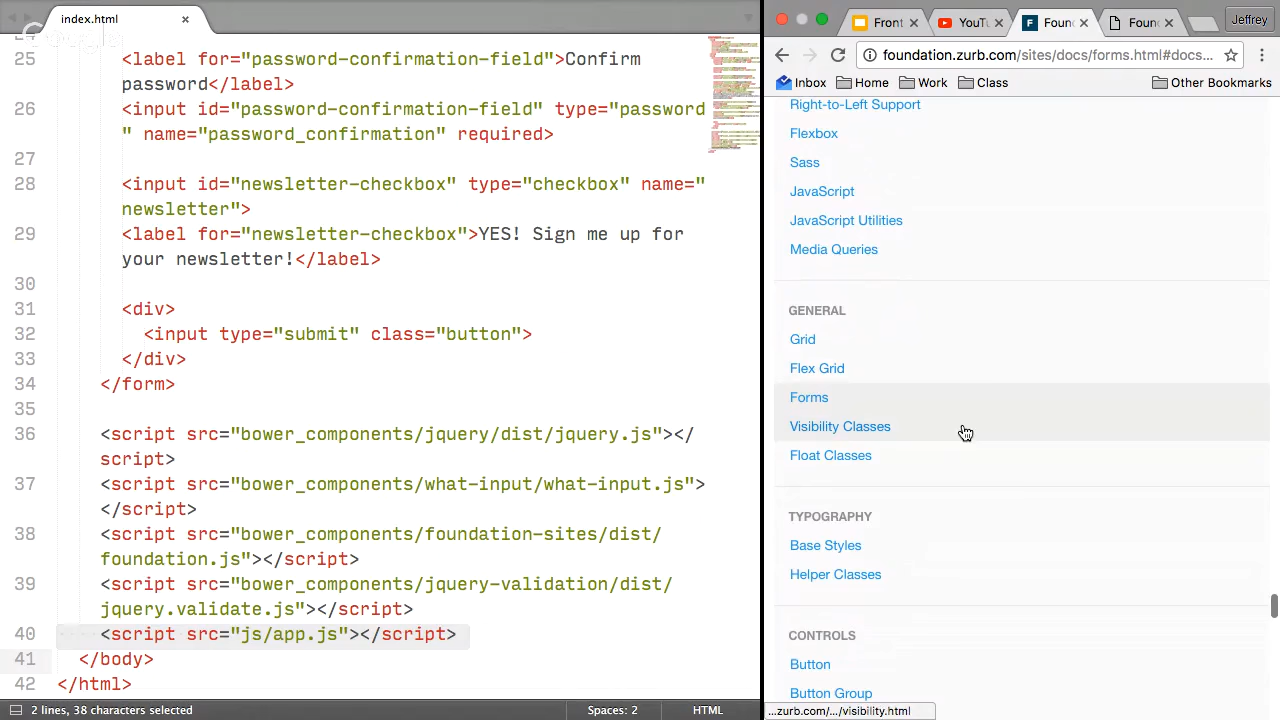 index.html
Google
25 <label for="password-confirmation-field">Confirm
password</label>
26 <input id="password-confirmation-field" type="password
" name="password_confirmation" required>
27
28 <input id="newsletter-checkbox" type="checkbox" name="
newsletter">
29 <label for="newsletter-checkbox">YES! Sign me up for
your newsletter!</label>
30
31 <div>
32 <input type="submit" class="button">
33 </div>
34 </form>
35
36 <script src="bower_components/jquery/dist/jquery.js"></
script>
37 <script src="bower_components/what-input/what-input.js">
</script>
38 <script src="bower_components/foundation-sites/dist/
foundation.js"></script>
39 <script src="bower_components/jquery-validation/dist/
jquery.validate.js"></script>
40 <script src="js/app.js"></script>
41 </body>
42 </html>
2 lines, 38 characters selected Spaces: 2 HTML
Front YouTu Found Found Jeffrey
foundation.zurb.com/sites/docs/forms.html#docs...
Inbox Home Work Class Other Bookmarks
Right-to-Left Support
Flexbox
Sass
JavaScript
JavaScript Utilities
Media Queries
GENERAL
Grid
Flex Grid
Forms
Visibility Classes
Float Classes
TYPOGRAPHY
Base Styles
Helper Classes
CONTROLS
Button
Button Group
...zurb.com/.../visibility.html